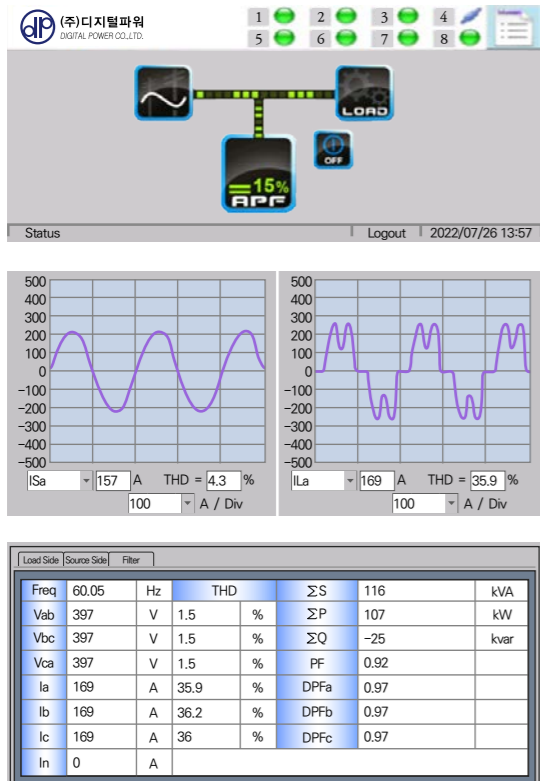 dp (주)디지털파워
DIGITAL POWER CO.,LTD.
1 2 3 4
5 6 7 8
LOAD
OFF
15%
APF
Status Logout 2022/07/26 13:57
500 500
400 400
300 300
200 200
100 100
0 0
-100 -100
-200 -200
-300 -300
-400 -400
-500 -500
ISa 157 A THD = 4.3 % ILa 169 A THD = 35.9 %
100 A / Div 100 A / Div
Load Side Source Side Filter
Freq 60.05 Hz THD ΣS 116 kVA
Vab 397 V 1.5 % ΣP 107 kW
Vbc 397 V 1.5 % ΣQ -25 kvar
Vca 397 V 1.5 % PF 0.92
Ia 169 A 35.9 % DPFa 0.97
Ib 169 A 36.2 % DPFb 0.97
Ic 169 A 36 % DPFc 0.97
In 0 A